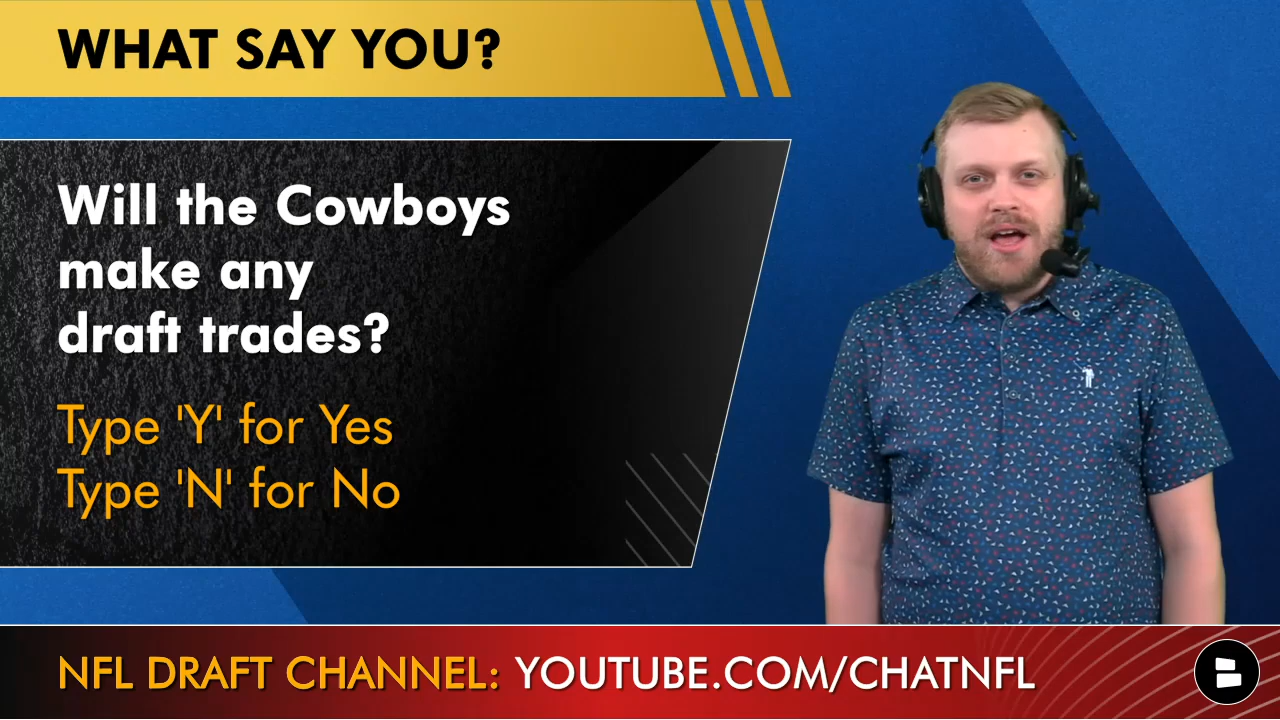 WHAT SAY YOU?
Will the Cowboys
make any
draft trades?
Type 'Y' for Yes
Type 'N' for No
NFL DRAFT CHANNEL: YOUTUBE.COM/CHATNFL